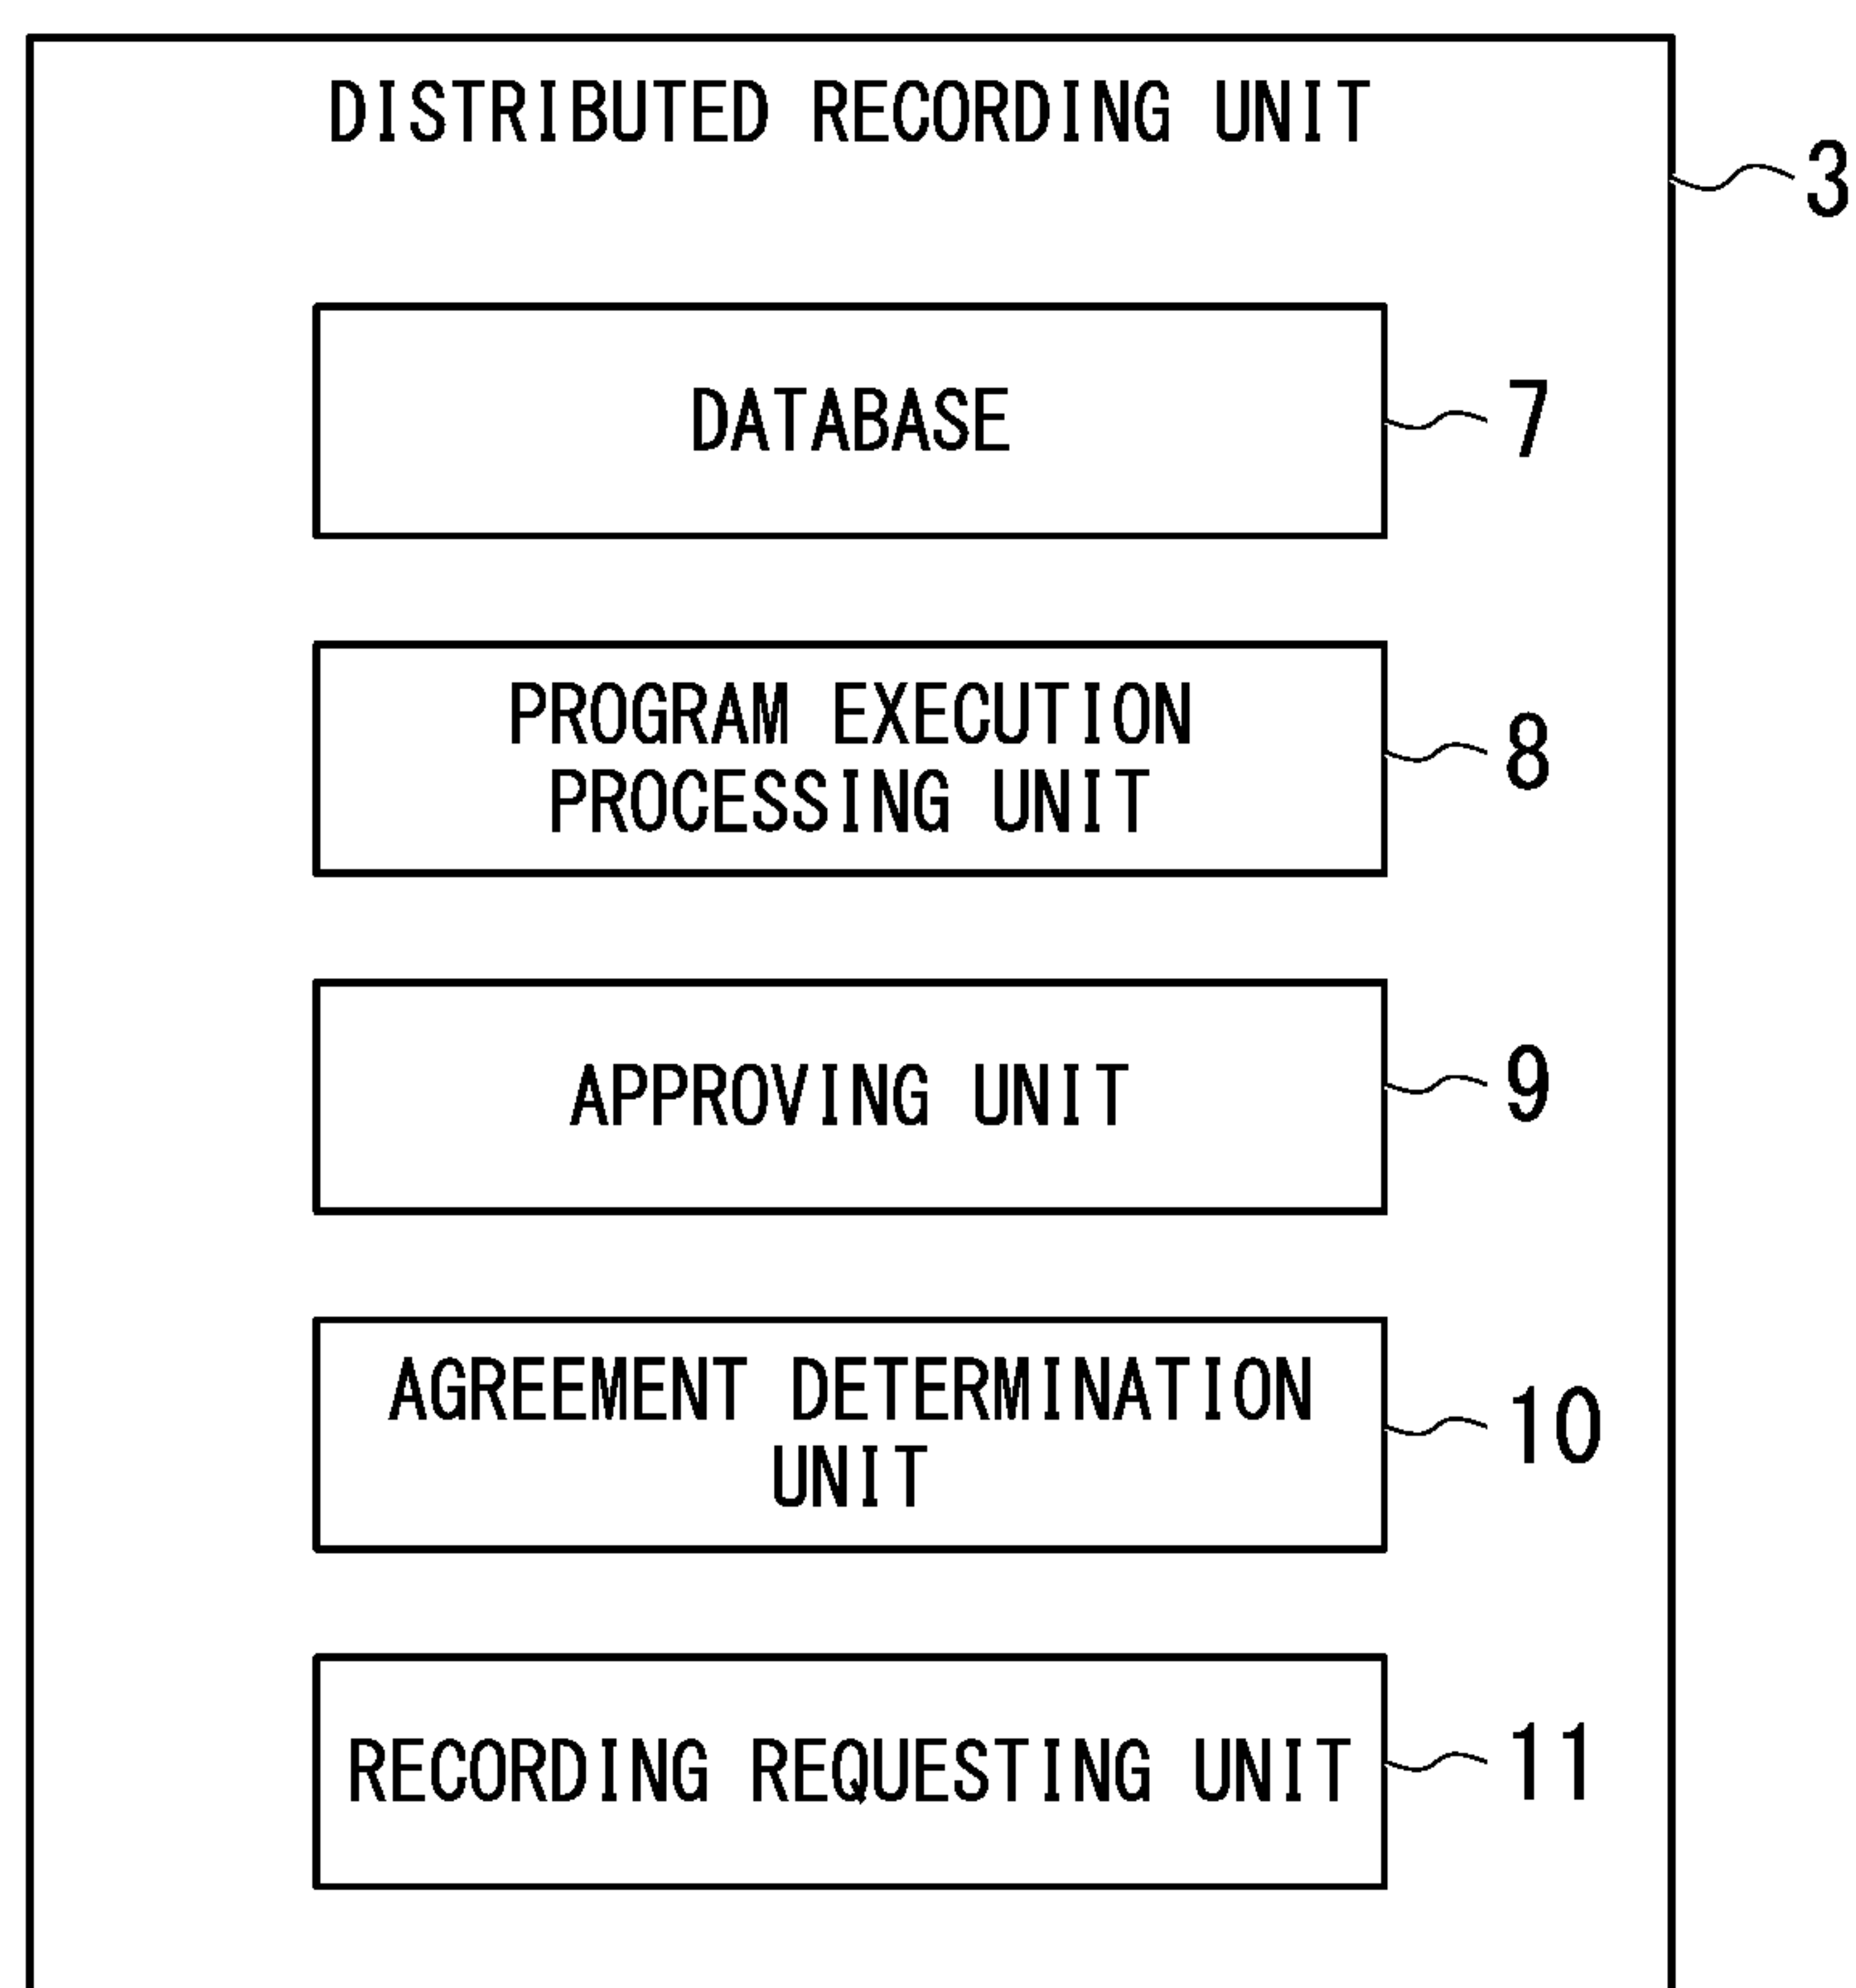 DISTRIBUTED RECORDING UNIT
3
DATABASE
7
PROGRAM EXECUTION
PROCESSING UNIT
8
APPROVING UNIT
9
AGREEMENT DETERMINATION
UNIT
10
RECORDING REQUESTING UNIT
11